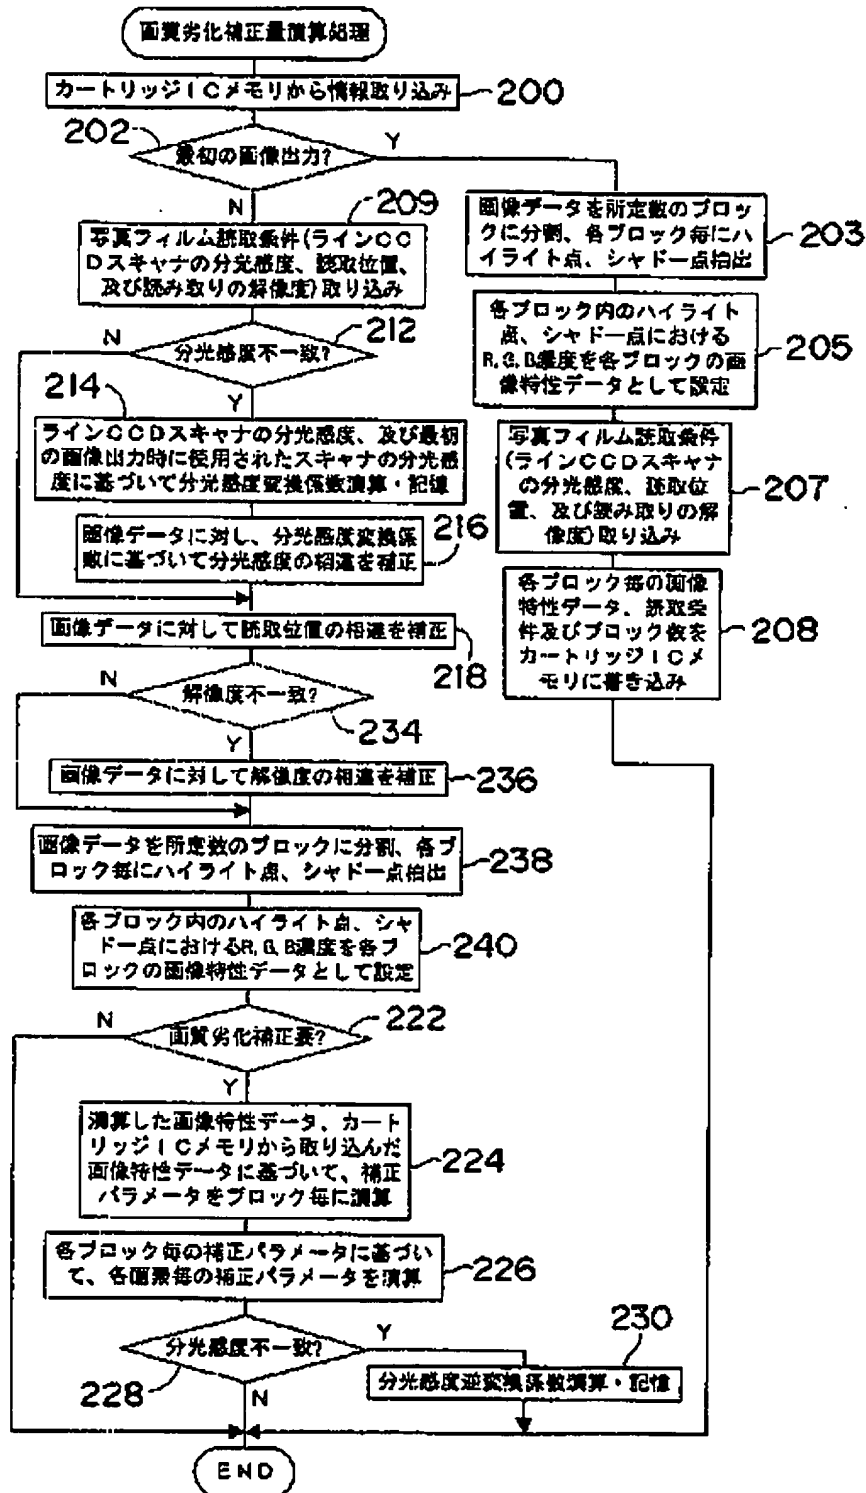 画質劣化補正量演算処理
カートリッジICメモリから情報取り込み
200
202
最初の画像出力?
Y
N
209
写真フィルム読取条件(ラインCC
Dスキャナの分光感度、読取位置、
及び読み取りの解像度)取り込み
画像データを所定数のブロッ
クに分割、各ブロック毎にハ
イライト点、シャドー点抽出
203
N
分光感度不一致?
212
各ブロック内のハイライト
点、シャドー点における
R,G,B濃度を各ブロックの画
像特性データとして設定
205
214
Y
ラインCCDスキャナの分光感度、及び最初
の画像出力時に使用されたスキャナの分光感
度に基づいて分光感度変換係数演算・記憶
写真フィルム読取条件
(ラインCCDスキャナ
の分光感度、読取位
置、及び読み取りの解
像度)取り込み
207
画像データに対し、分光感度変換係
数に基づいて分光感度の相違を補正
216
各ブロック毎の画像
特性データ、読取条
件及びブロック数を
カートリッジICメ
モリに書き込み
208
画像データに対して読取位置の相違を補正
218
N
解像度不一致?
234
Y
画像データに対して解像度の相違を補正
236
画像データを所定数のブロックに分割、各ブ
ロック毎にハイライト点、シャドー点抽出
238
各ブロック内のハイライト点、シャ
ドー点におけるR,G,B濃度を各ブ
ロックの画像特性データとして設定
240
N
画質劣化補正要?
222
Y
演算した画像特性データ、カート
リッジICメモリから取り込んだ
画像特性データに基づいて、補正
パラメータをブロック毎に演算
224
各ブロック毎の補正パラメータに基づい
て、各画素毎の補正パラメータを演算
226
分光感度不一致?
Y
230
228
N
分光感度逆変換係数演算・記憶
END